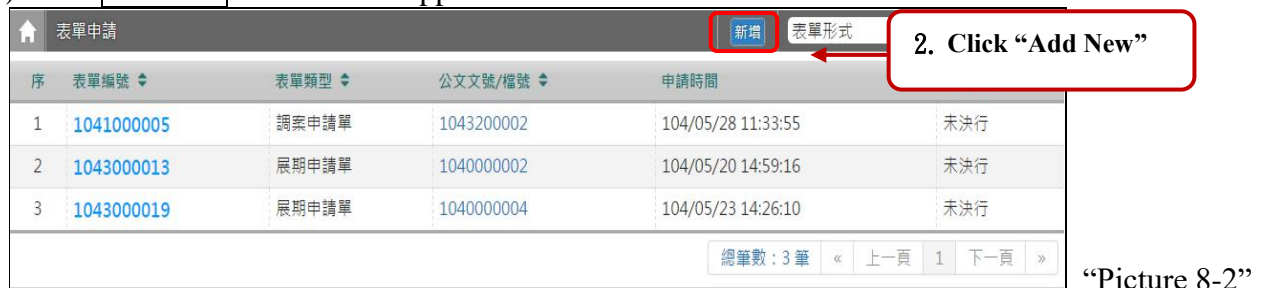 表單申請 新增 表單形式
2. Click “Add New”
序 表單編號 表單類型 公文文號/檔號 申請時間
1 1041000005 調案申請單 1043200002 104/05/28 11:33:55 未決行
2 1043000013 展期申請單 1040000002 104/05/20 14:59:16 未決行
3 1043000019 展期申請單 1040000004 104/05/23 14:26:10 未決行
總筆數：3 筆 « 上一頁 1 下一頁 »
“Picture 8-2”